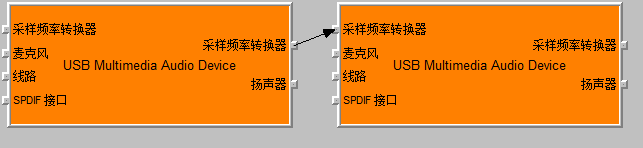 采样频率转换器
采样频率转换器
麦克风
USB Multimedia Audio Device
线路
扬声器
SPDIF 接口
采样频率转换器
采样频率转换器
麦克风
USB Multimedia Audio Device
线路
扬声器
SPDIF 接口